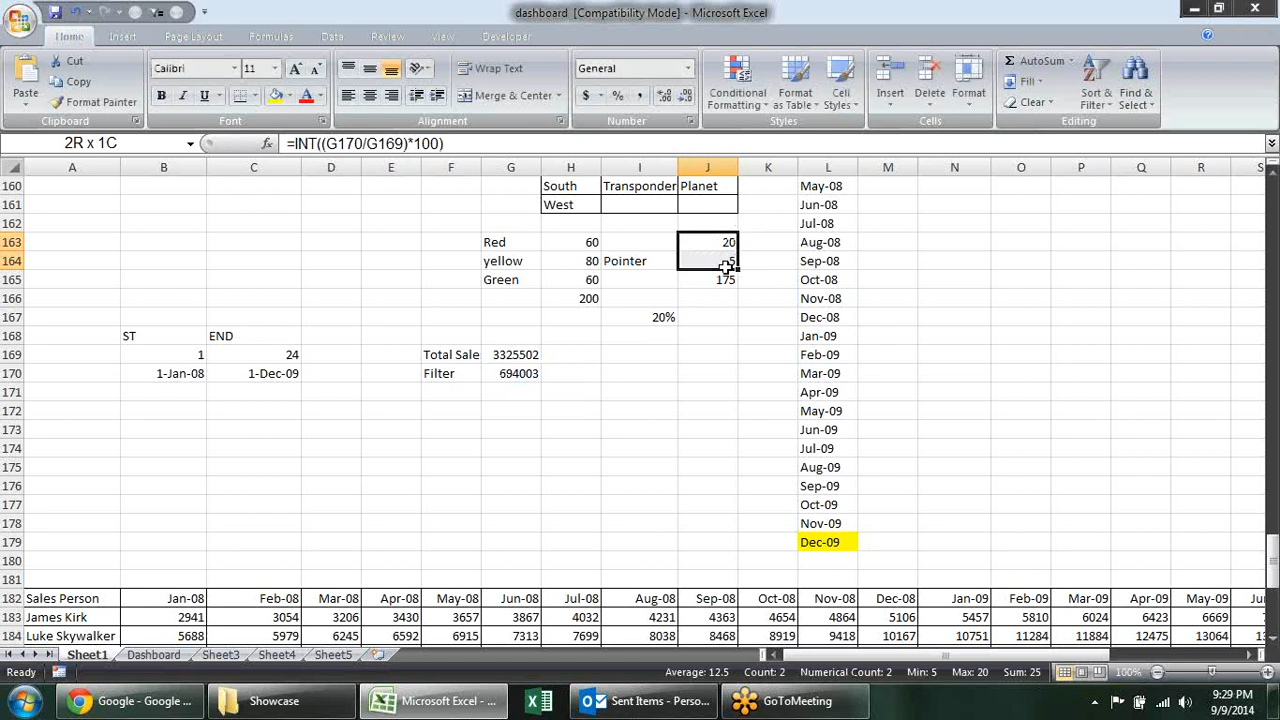 dashboard [Compatibility Mode] - Microsoft Excel
Home Insert Page Layout Formulas Data Review View Developer
Paste Cut Copy Format Painter Clipboard
Calibri 11 A A B I U A Font
Wrap Text Merge & Center Alignment
General $ % , Number
Conditional Formatting Format as Table Cell Styles Styles
Insert Delete Format Cells
Σ AutoSum Fill Clear Sort & Filter Find & Select Editing
2R x 1C fx =INT((G170/G169)*100)
A B C D E F G H I J K L M N O P Q R S
160 South Transponder Planet May-08
161 West Jun-08
162 Jul-08
163 Red 60 20 Aug-08
164 yellow 80 Pointer 5 Sep-08
165 Green 60 175 Oct-08
166 200 Nov-08
167 20% Dec-08
168 ST END Jan-09
169 1 24 Total Sale 3325502 Feb-09
170 1-Jan-08 1-Dec-09 Filter 694003 Mar-09
171 Apr-09
172 May-09
173 Jun-09
174 Jul-09
175 Aug-09
176 Sep-09
177 Oct-09
178 Nov-09
179 Dec-09
180
181
182 Sales Person Jan-08 Feb-08 Mar-08 Apr-08 May-08 Jun-08 Jul-08 Aug-08 Sep-08 Oct-08 Nov-08 Dec-08 Jan-09 Feb-09 Mar-09 Apr-09 May-09 Ju
183 James Kirk 2941 3054 3206 3430 3657 3867 4032 4231 4363 4654 4864 5106 5457 5810 6024 6423 6669
184 Luke Skywalker 5688 5979 6245 6592 6915 7313 7699 8038 8468 8919 9418 10167 10751 11284 11884 12475 13064
Sheet1 Dashboard Sheet3 Sheet4 Sheet5
Ready Average: 12.5 Count: 2 Numerical Count: 2 Min: 5 Max: 20 Sum: 25 100%
Google - Google ... Showcase Microsoft Excel - ... Sent Items - Perso... GoToMeeting 9:29 PM
9/9/2014